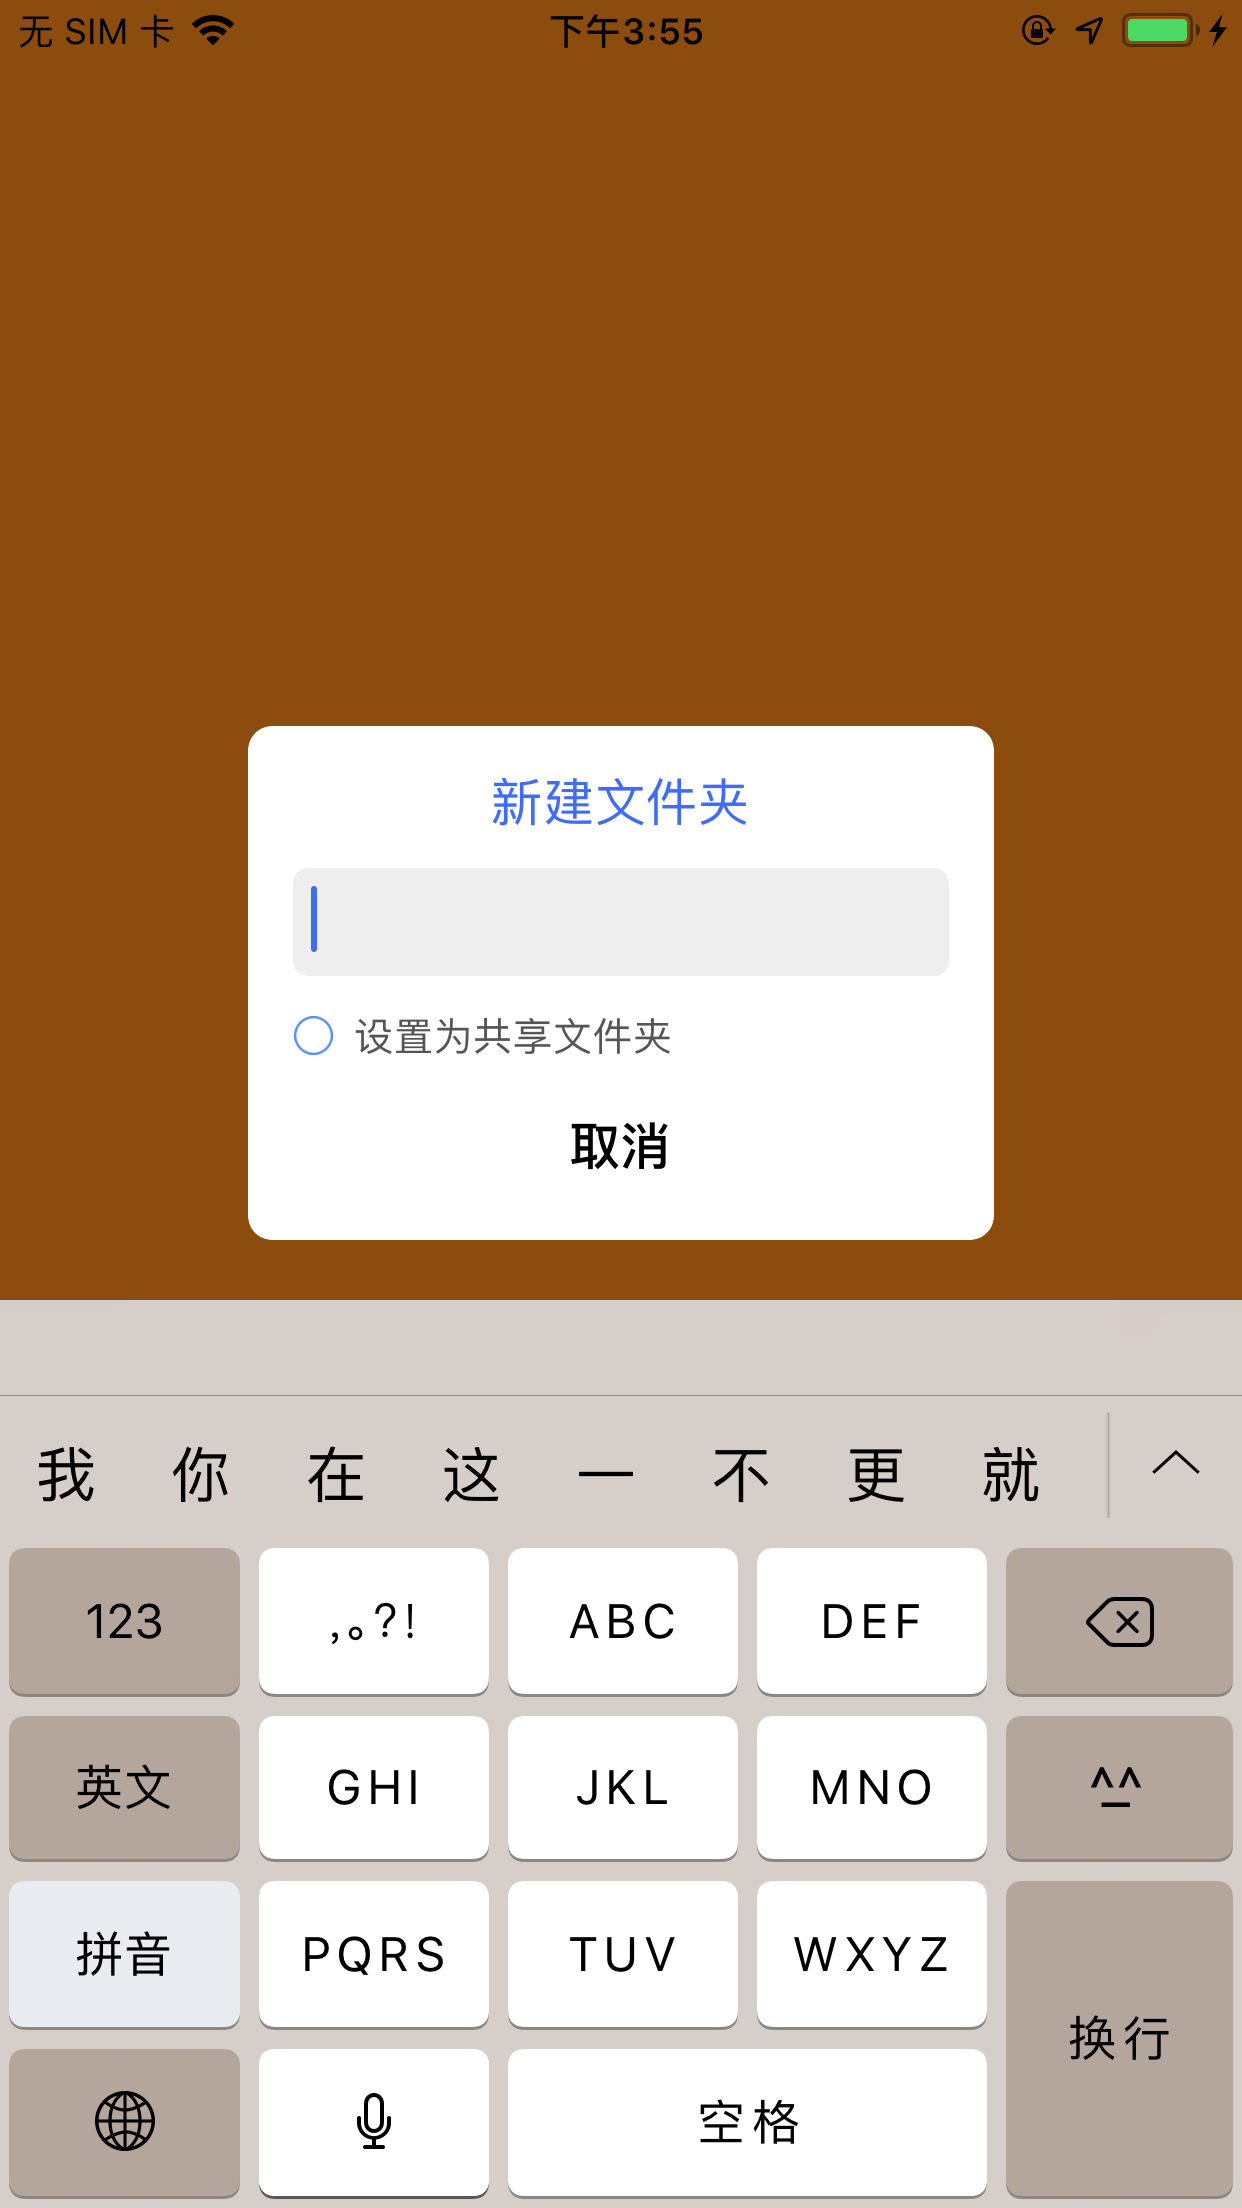 无 SIM 卡 下午3:55
新建文件夹
设置为共享文件夹
取消
我 你 在 这 一 不 更 就
123 ,。?! ABC DEF
英文 GHI JKL MNO ^^
拼音 PQRS TUV WXYZ
换行
空格